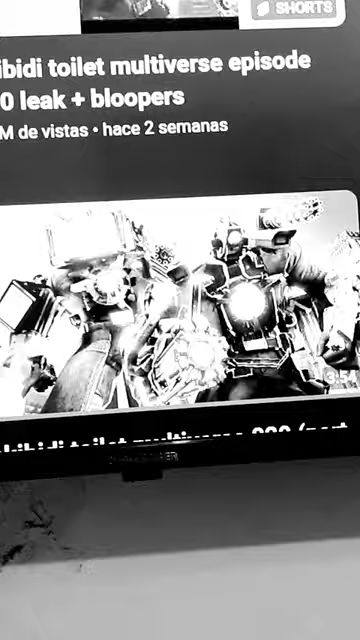 SHORTS
ibidi toilet multiverse episode
0 leak + bloopers
M de vistas • hace 2 semanas